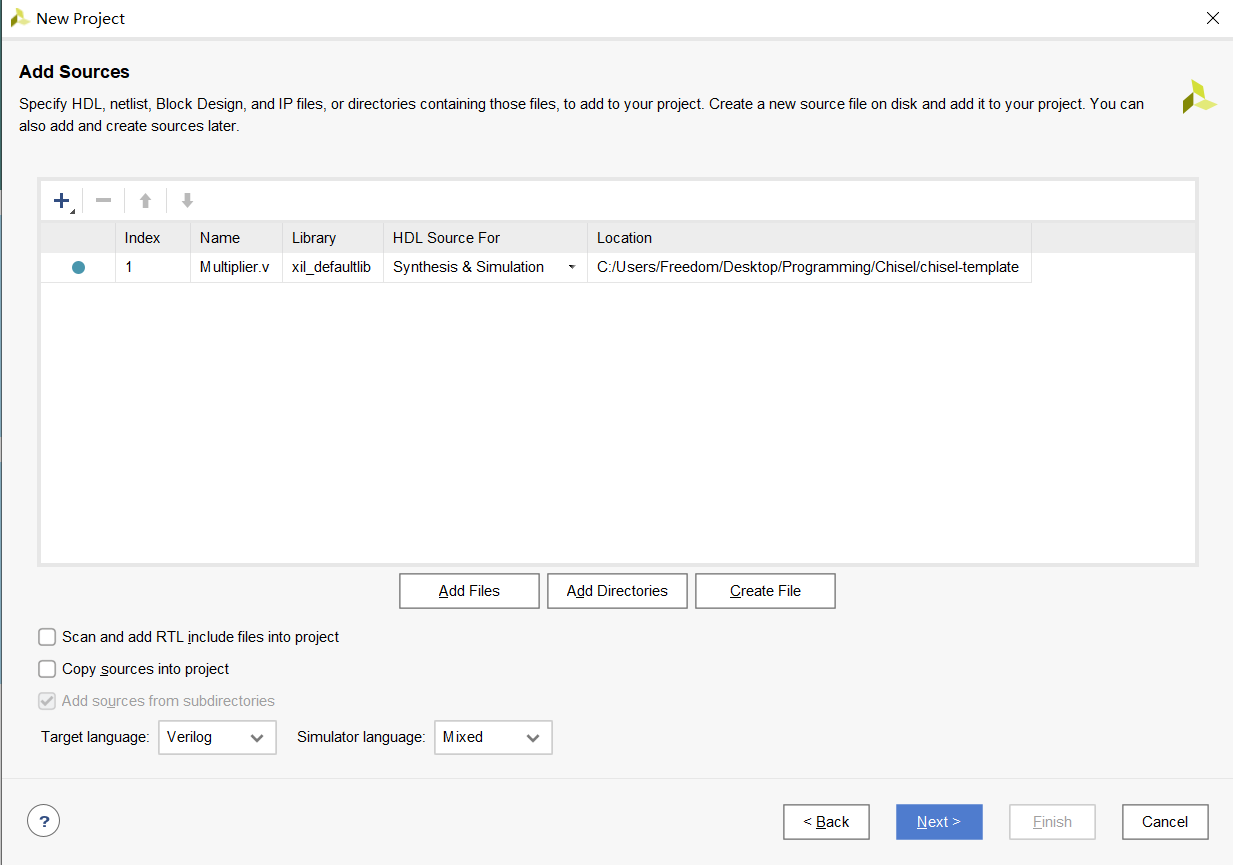 New Project
Add Sources
Specify HDL, netlist, Block Design, and IP files, or directories containing those files, to add to your project. Create a new source file on disk and add it to your project. You can
also add and create sources later.
Index Name Library HDL Source For Location
1 Multiplier.v xil_defaultlib Synthesis & Simulation C:/Users/Freedom/Desktop/Programming/Chisel/chisel-template
Add Files Add Directories Create File
Scan and add RTL include files into project
Copy sources into project
Add sources from subdirectories
Target language: Verilog Simulator language: Mixed
? < Back Next > Finish Cancel